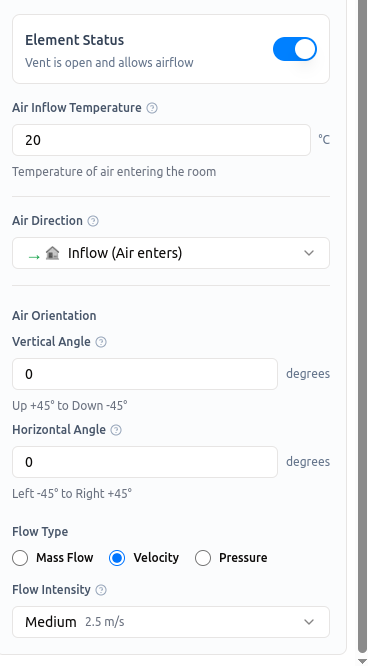 Element Status
Vent is open and allows airflow
Air Inflow Temperature
20 °C
Temperature of air entering the room
Air Direction
Inflow (Air enters)
Air Orientation
Vertical Angle
0 degrees
Up +45° to Down -45°
Horizontal Angle
0 degrees
Left -45° to Right +45°
Flow Type
Mass Flow Velocity Pressure
Flow Intensity
Medium 2.5 m/s